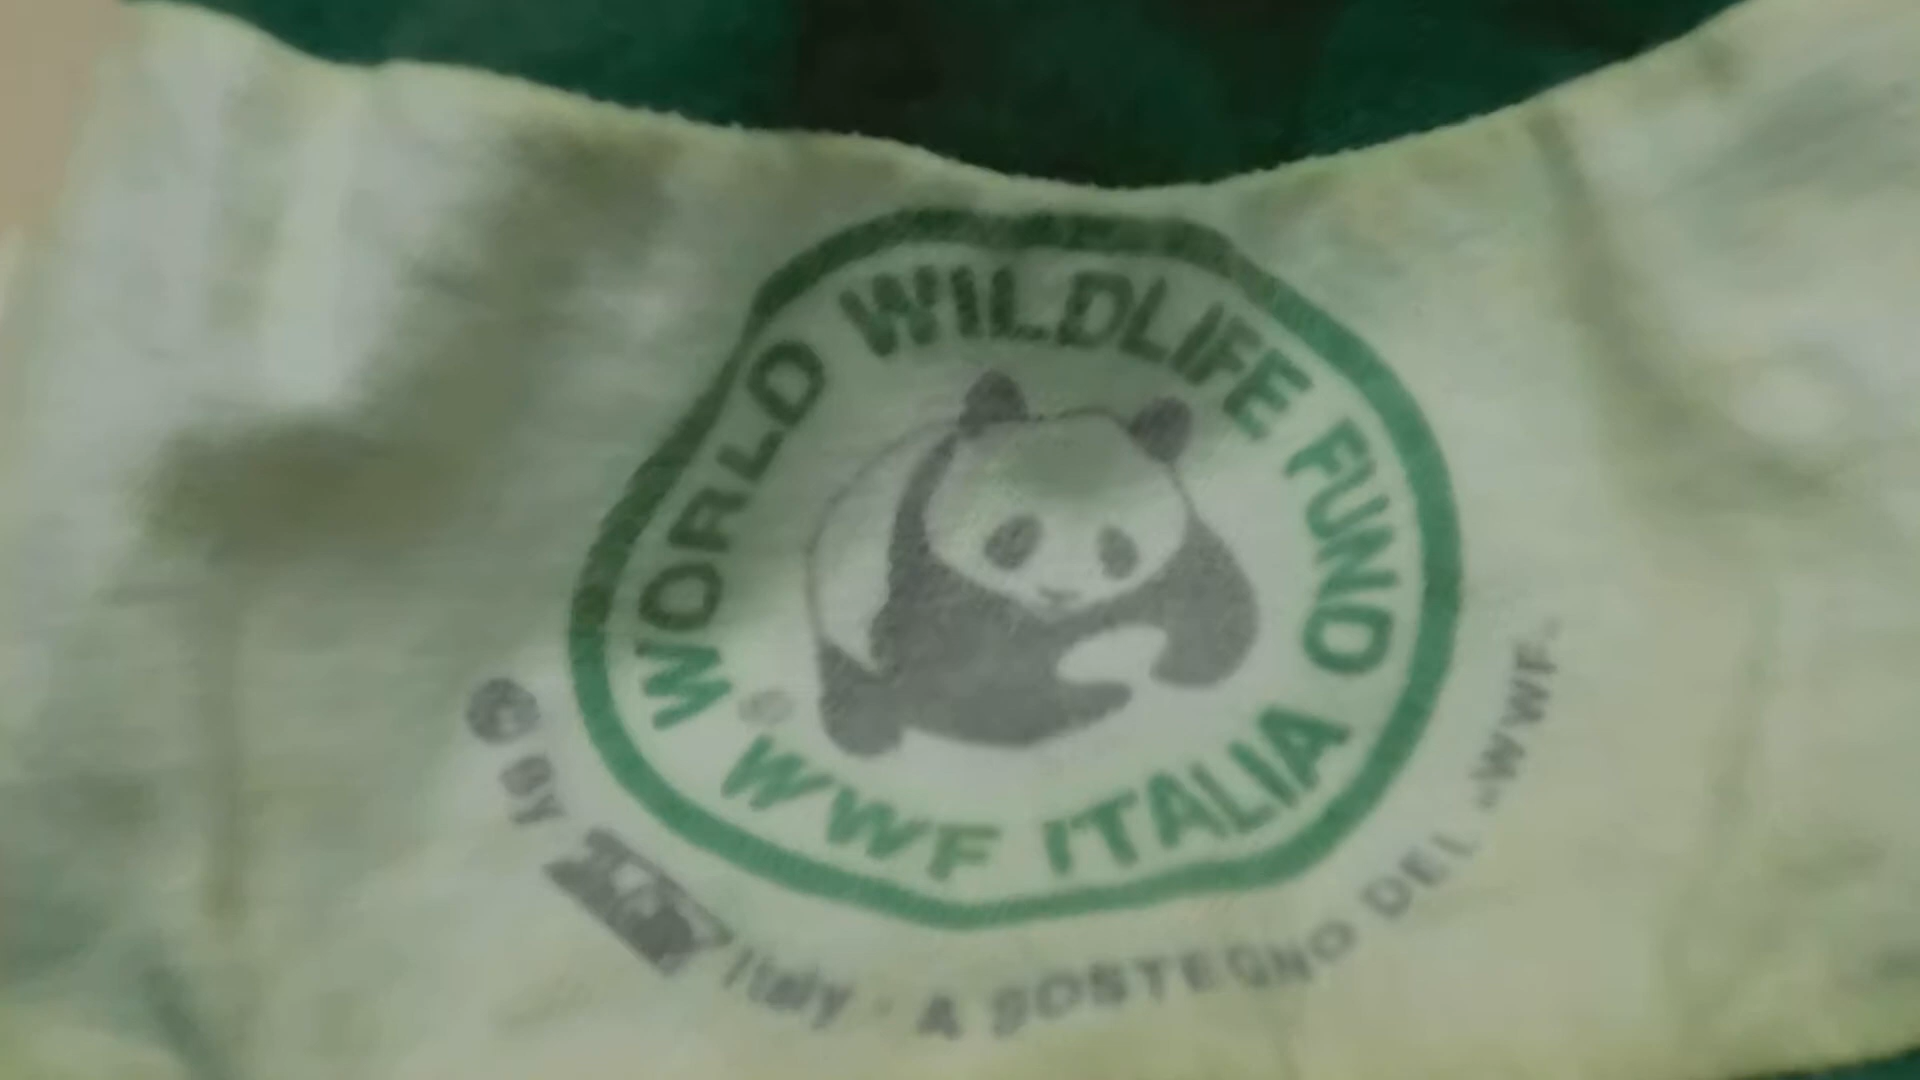 WORLD WILDLIFE FUND
WWF ITALIA
®
© By
Italy · A SOSTEGNO DEL "WWF"